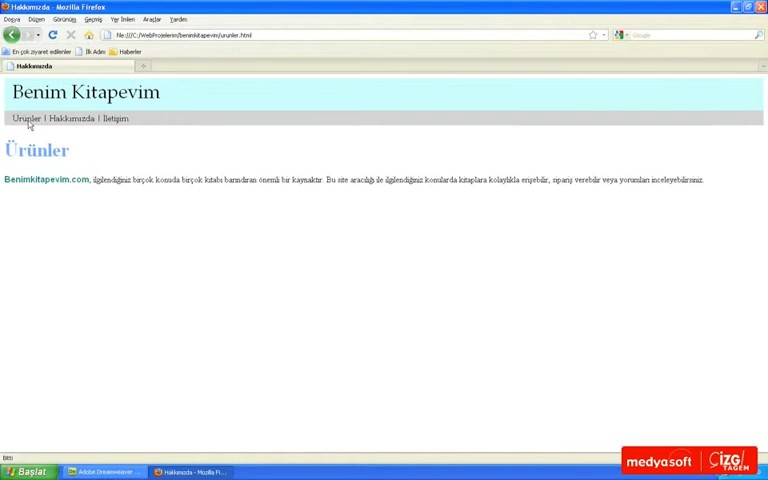 Hakkımızda - Mozilla Firefox
Dosya Düzen Görünüm Geçmiş Yer İmleri Araçlar Yardım
file:///C:/WebProjelerim/benimkitapevim/urunler.html
Google
En çok ziyaret edilenler İlk Adım Haberler
Hakkımızda
Benim Kitapevim
Ürünler | Hakkımızda | İletişim
Ürünler
Benimkitapevim.com, ilgilendiğiniz birçok konuda birçok kitabı barındıran önemli bir kaynaktır. Bu site aracılığı ile ilgilendiğiniz konularda kitaplara kolaylıkla erişebilir, sipariş verebilir veya yorumları inceleyebilirsiniz.
Bitti
Başlat
Adobe Dreamweaver ...
Hakkımızda - Mozilla Fi...
medyasoft
ÇİZGİ
TAGEM